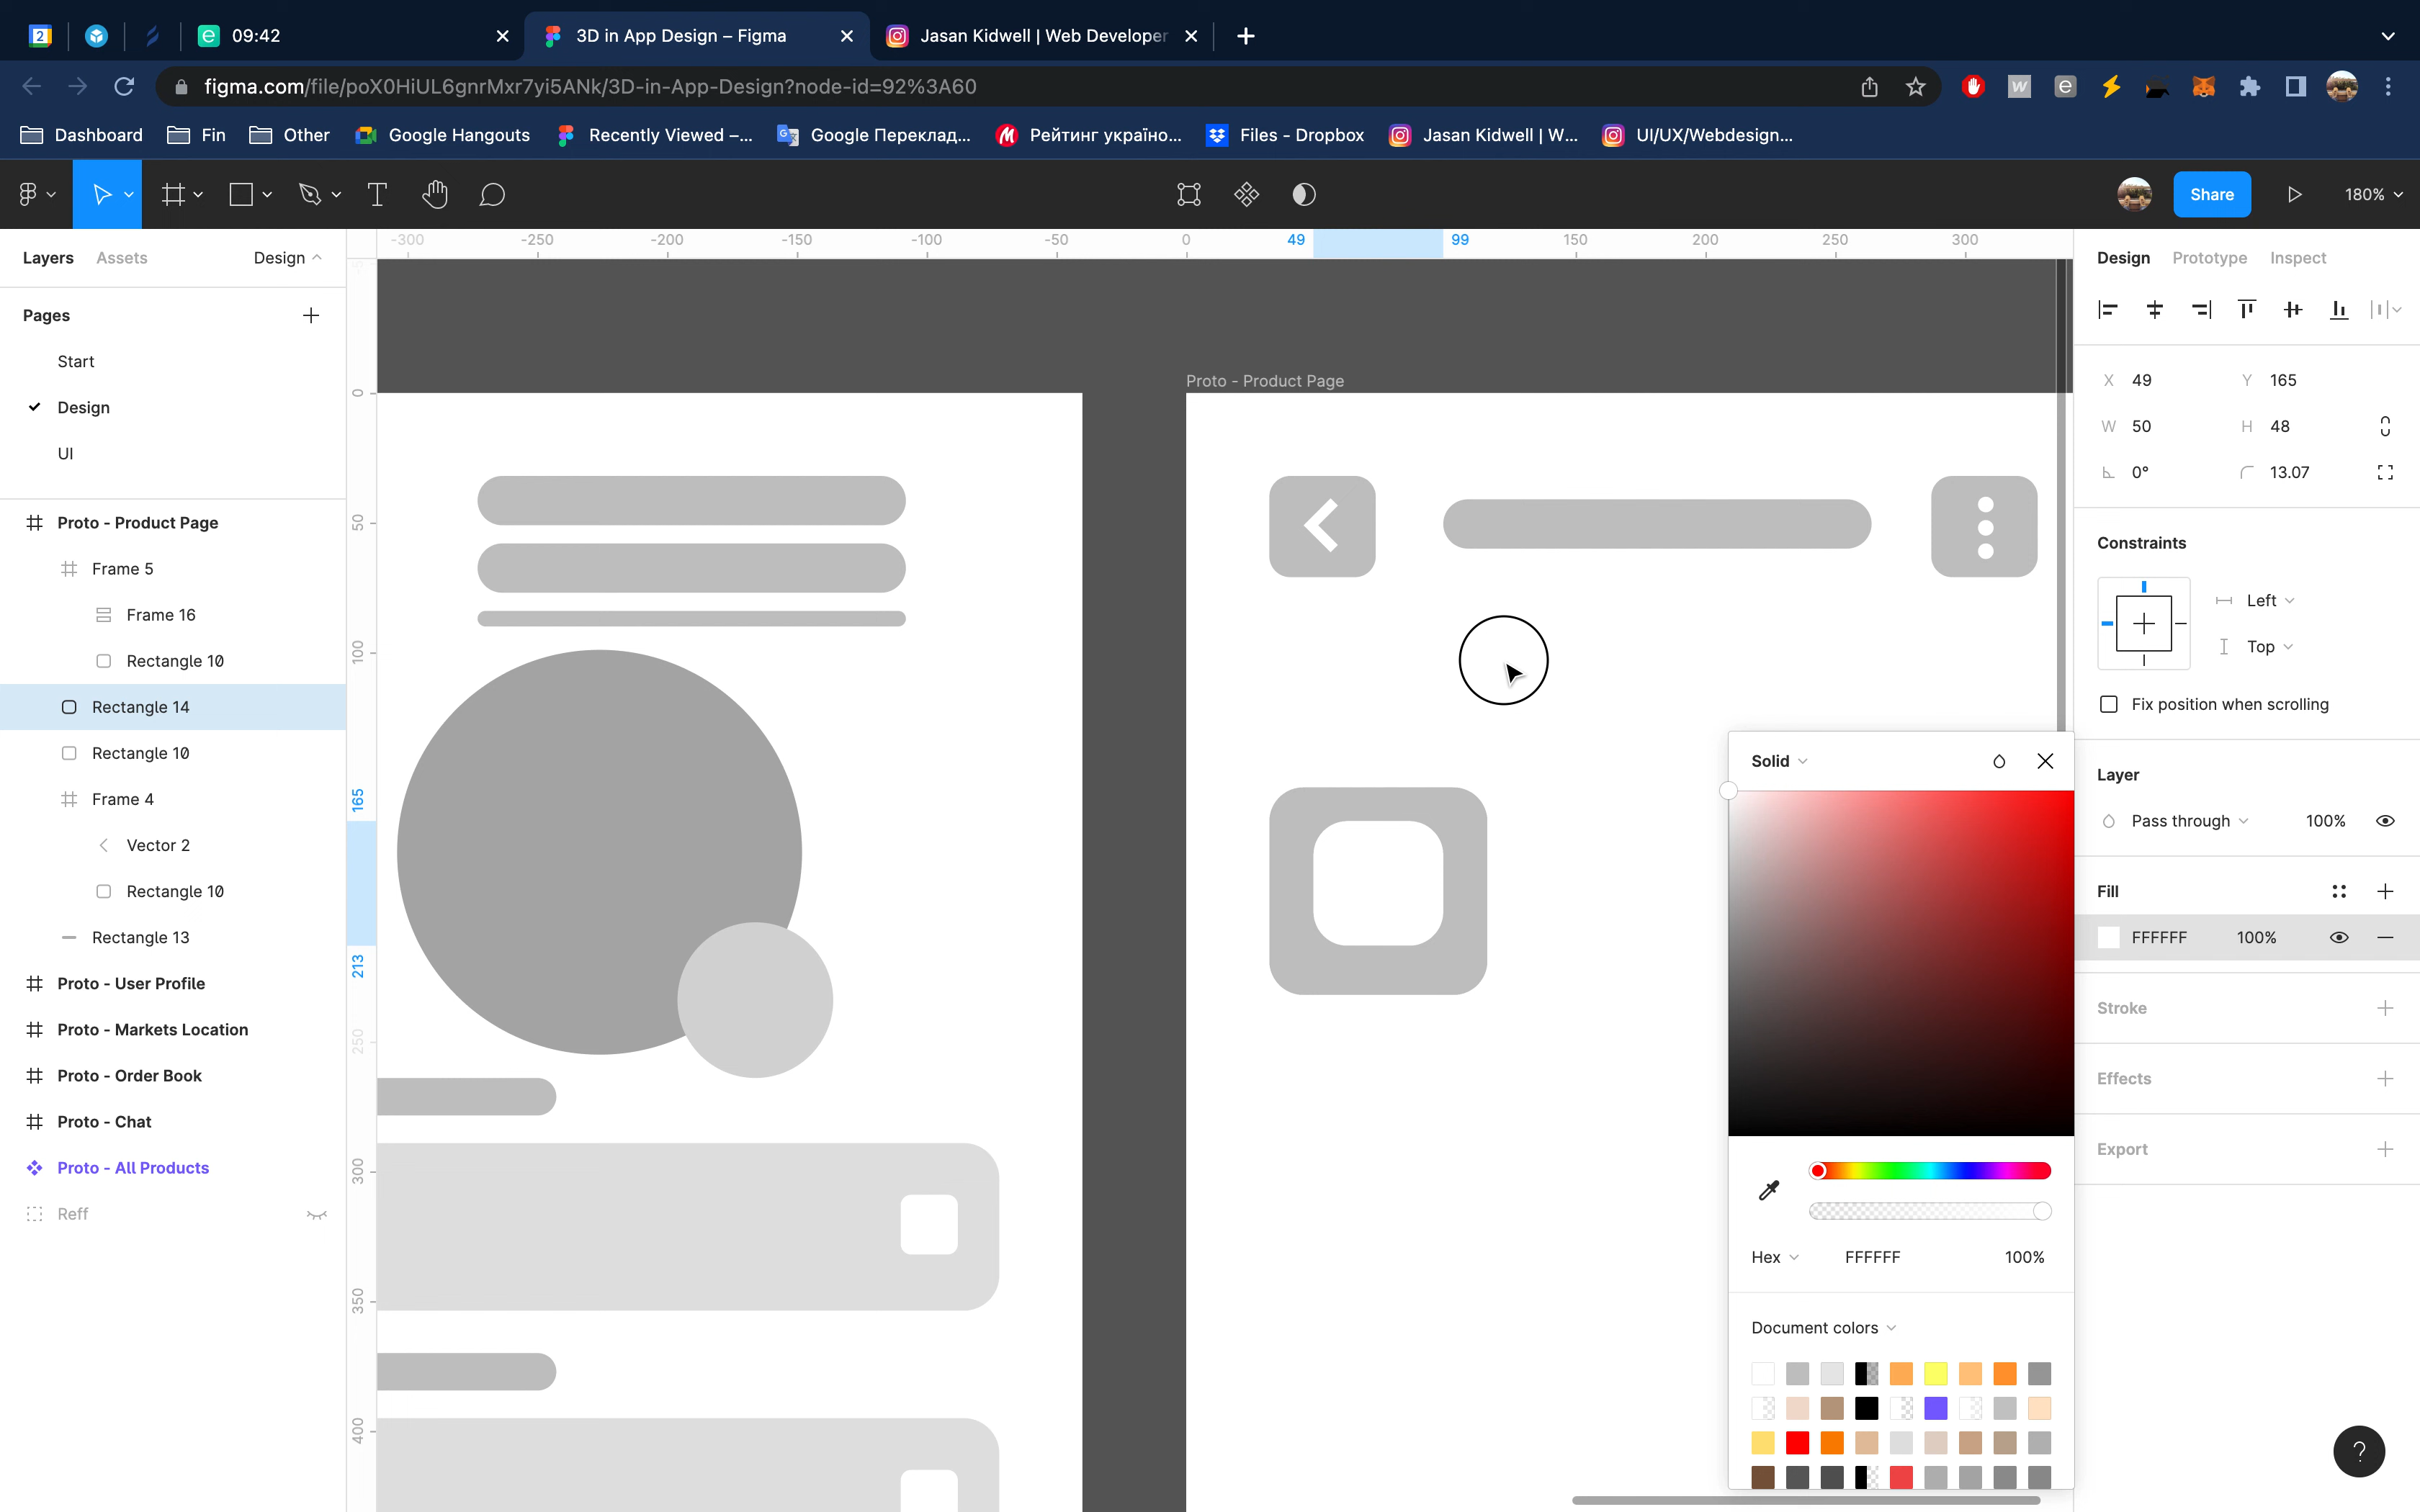 2
09:42
3D in App Design – Figma
Jasan Kidwell | Web Developer
figma.com/file/poX0HiUL6gnrMxr7yi5ANk/3D-in-App-Design?node-id=92%3A60
Dashboard
Fin
Other
Google Hangouts
Recently Viewed –...
Google Переклад...
Рейтинг україно...
Files - Dropbox
Jasan Kidwell | W...
UI/UX/Webdesign...
Share
180%
Layers
Assets
Design
-300
-250
-200
-150
-100
-50
0
49
99
150
200
250
300
Design
Prototype
Inspect
Pages
Start
Design
UI
Proto - Product Page
Frame 5
Frame 16
Rectangle 10
Rectangle 14
Rectangle 10
Frame 4
Vector 2
Rectangle 10
Rectangle 13
Proto - User Profile
Proto - Markets Location
Proto - Order Book
Proto - Chat
Proto - All Products
Reff
0
50
100
165
213
250
300
350
400
Proto - Product Page
Solid
Hex FFFFFF 100%
Document colors
X 49 Y 165
W 50 H 48
0° 13.07
Constraints
Left
Top
Fix position when scrolling
Layer
Pass through 100%
Fill
FFFFFF 100%
Stroke
Effects
Export
?